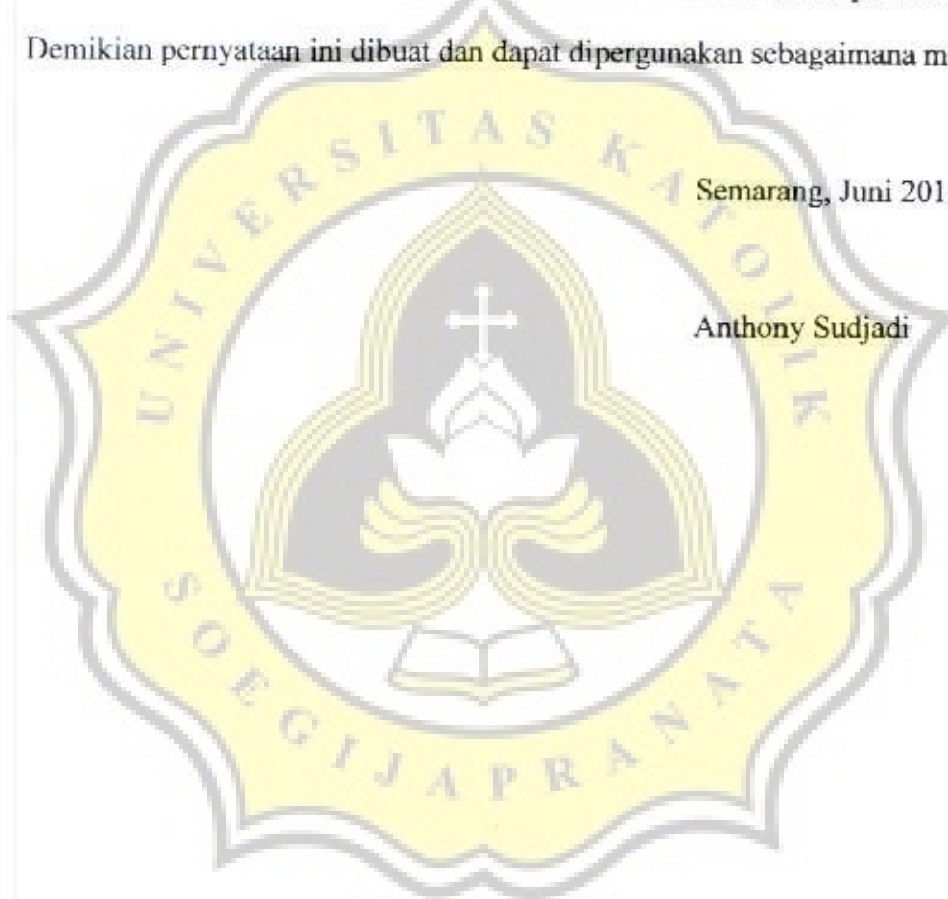 Demikian pernyataan ini dibuat dan dapat dipergunakan sebagaimana m
Semarang, Juni 201
Anthony Sudjadi
UNIVERSITAS KATOLIK
SOEGIJAPRANATA